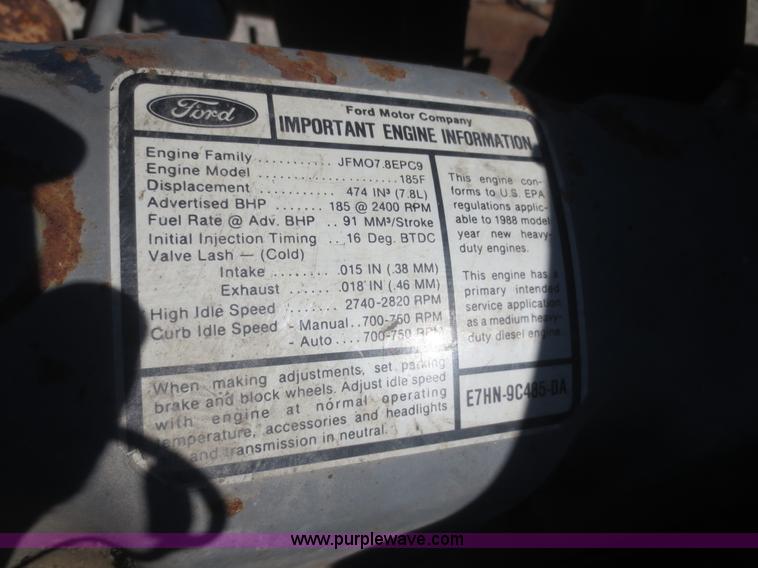 Ford
Ford Motor Company
IMPORTANT ENGINE INFORMATION
Engine Family .......... JFMO7.8EPC9
Engine Model .......... 185F
Displacement .......... 474 IN³ (7.8L)
Advertised BHP .......... 185 @ 2400 RPM
Fuel Rate @ Adv. BHP .. 91 MM³/Stroke
Initial Injection Timing ... 16 Deg. BTDC
Valve Lash — (Cold)
Intake ........ .015 IN (.38 MM)
Exhaust ....... .018 IN (.46 MM)
High Idle Speed ........ 2740-2820 RPM
Curb Idle Speed - Manual .. 700-750 RPM
- Auto .... 700-750 RPM
This engine con-
forms to U.S. EPA
regulations applic-
able to 1988 model
year new heavy-
duty engines.
This engine has a
primary intended
service application
as a medium heavy-
duty diesel engine.
When making adjustments, set parking
brake and block wheels. Adjust idle speed
with engine at normal operating
temperature, accessories and headlights
and transmission in neutral.
E7HN-9C485-DA
www.purplewave.com